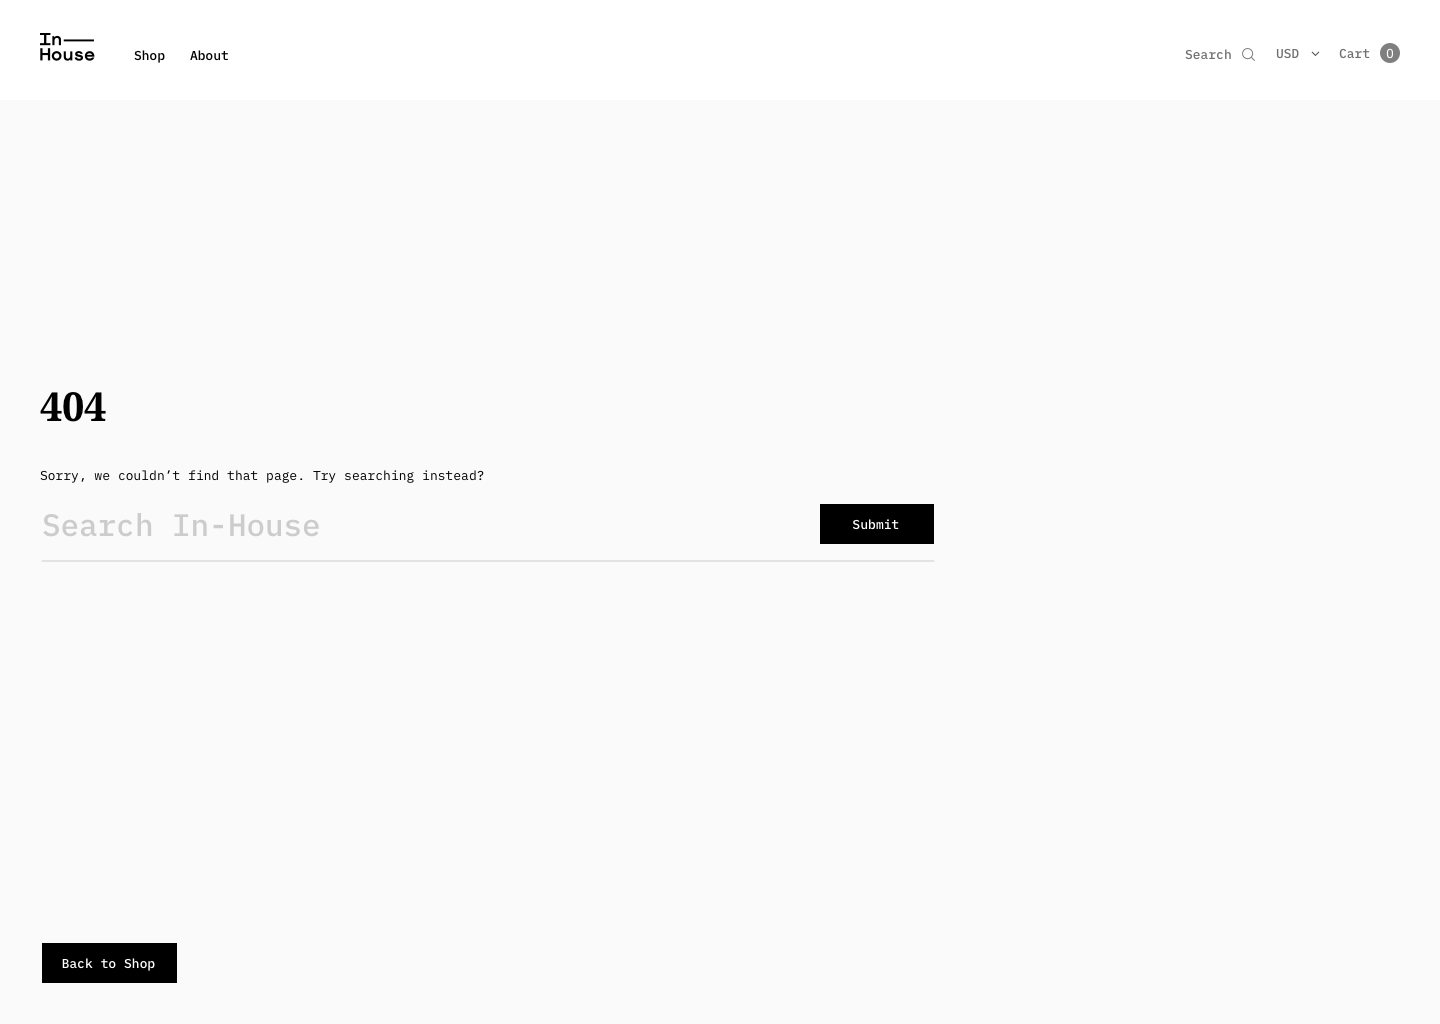 In—
House
Shop About
Search USD Cart 0
404
Sorry, we couldn’t find that page. Try searching instead?
Search In-House
Submit
Back to Shop